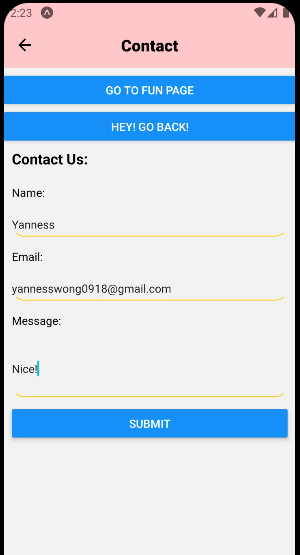 2:23
Contact
GO TO FUN PAGE
HEY! GO BACK!
Contact Us:
Name:
Yanness
Email:
yannesswong0918@gmail.com
Message:
Nice!
SUBMIT